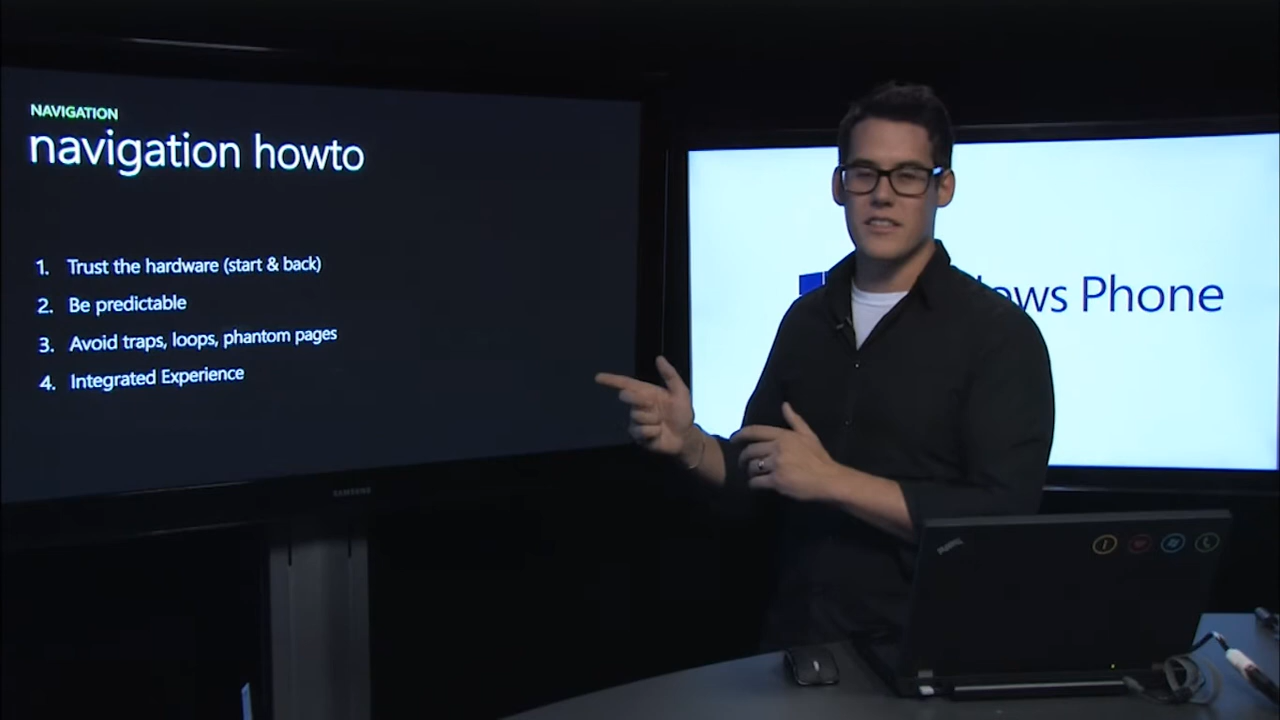 NAVIGATION
navigation howto
1. Trust the hardware (start & back)
2. Be predictable
3. Avoid traps, loops, phantom pages
4. Integrated Experience
ows Phone
SAMSUNG